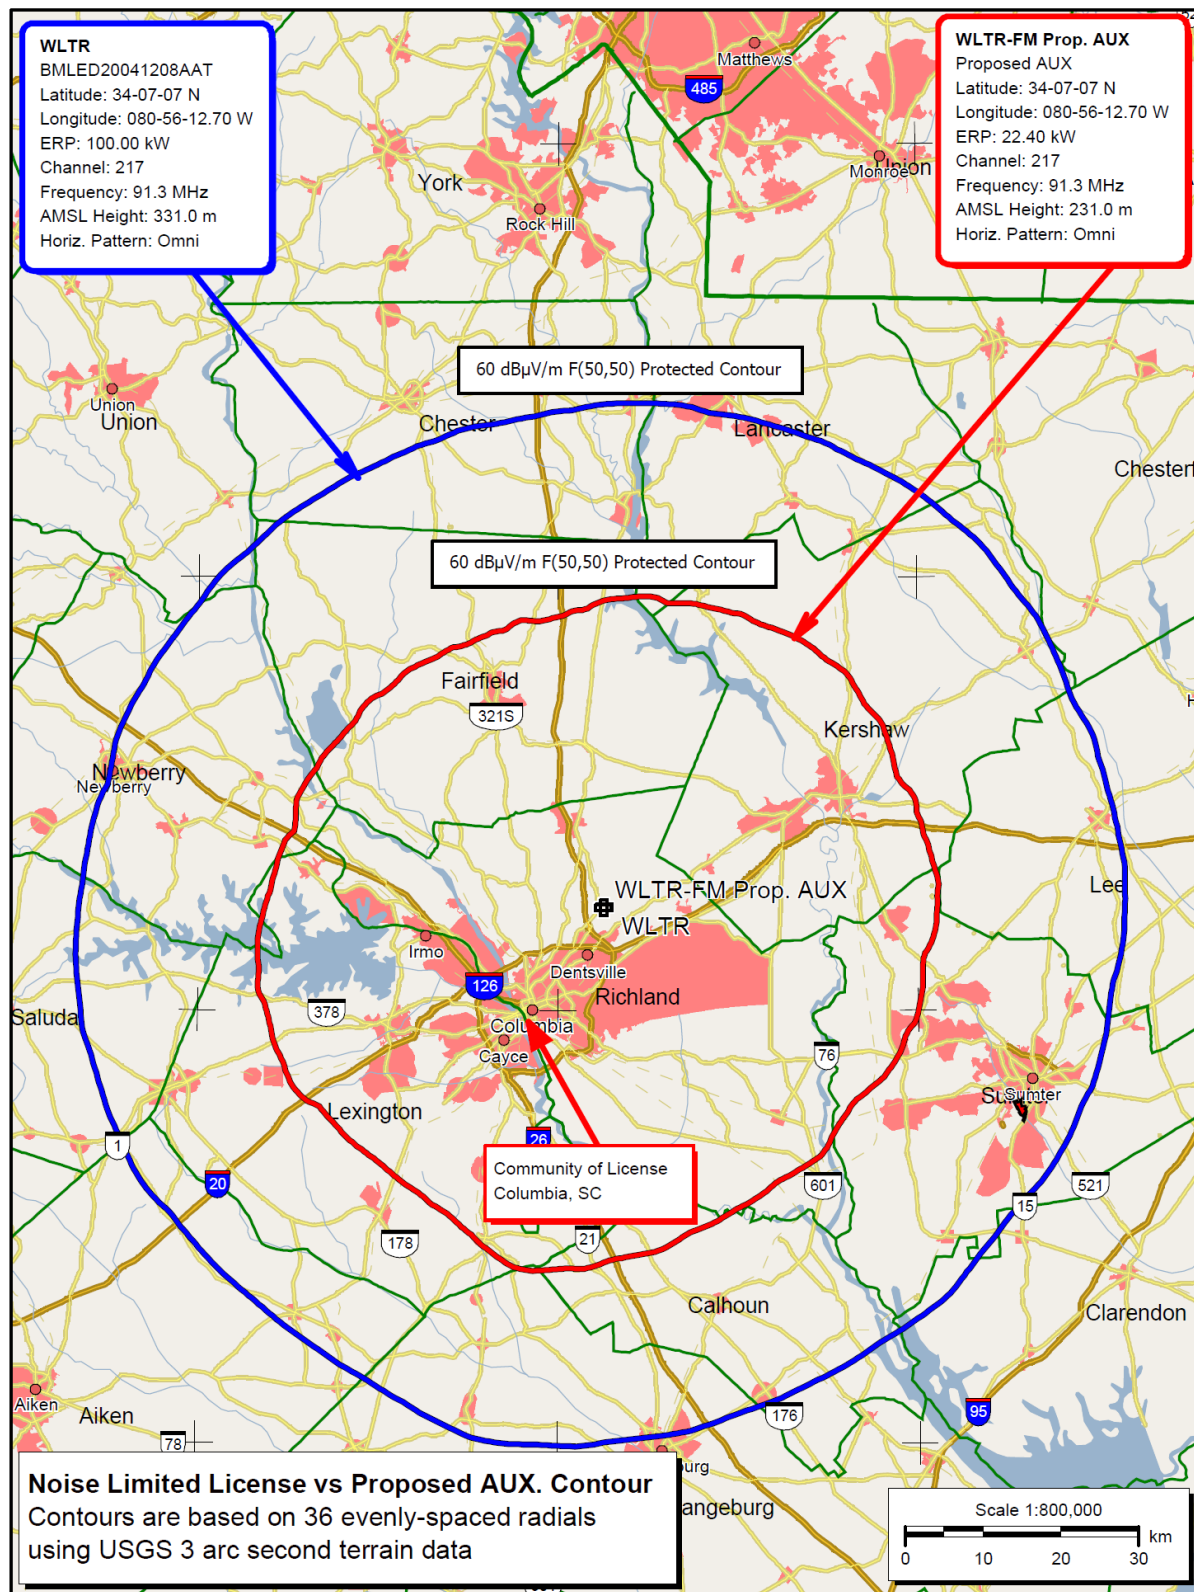 WLTR
BMLED20041208AAT
Latitude: 34-07-07 N
Longitude: 080-56-12.70 W
ERP: 100.00 kW
Channel: 217
Frequency: 91.3 MHz
AMSL Height: 331.0 m
Horiz. Pattern: Omni
WLTR-FM Prop. AUX
Proposed AUX
Latitude: 34-07-07 N
Longitude: 080-56-12.70 W
ERP: 22.40 kW
Channel: 217
Frequency: 91.3 MHz
AMSL Height: 231.0 m
Horiz. Pattern: Omni
Matthews
485
Monroe
Union
York
Rock Hill
60 dBµV/m F(50,50) Protected Contour
Union
Union
Chester
Lancaster
Chesterf
60 dBµV/m F(50,50) Protected Contour
Fairfield
321S
Kershaw
Newberry
Newberry
WLTR-FM Prop. AUX
WLTR
Lee
Irmo
Dentsville
126
Richland
378
Saluda
Columbia
Cayce
76
Sumter
Lexington
26
1
20
Community of License
Columbia, SC
601
521
15
178
21
Calhoun
Clarendon
Aiken
Aiken
176
95
78
burg
angeburg
Noise Limited License vs Proposed AUX. Contour
Contours are based on 36 evenly-spaced radials
using USGS 3 arc second terrain data
Scale 1:800,000
km
0 10 20 30